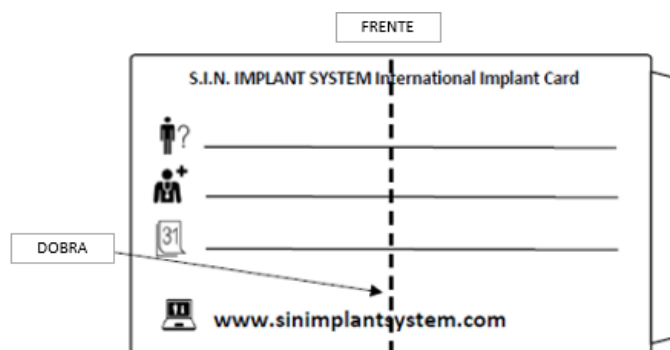 FRENTE
S.I.N. IMPLANT SYSTEM International Implant Card
?
31
DOBRA
www.sinimplantsystem.com